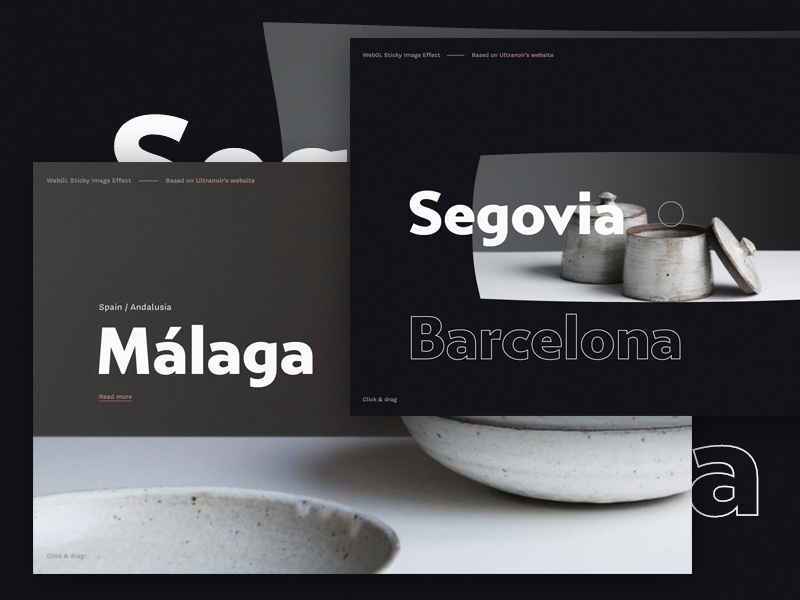 Seg
WebGL Sticky Image Effect
Based on Ultranoir's website
Segovia
Barcelona
Click & drag
WebGL Sticky Image Effect
Based on Ultranoir's website
Spain / Andalusia
Málaga
Read more
Click & drag
a